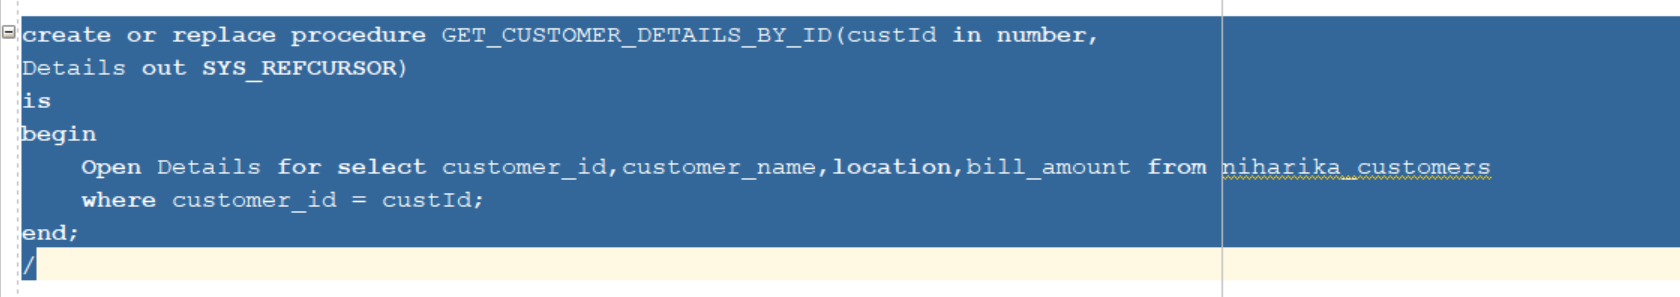 create or replace procedure GET_CUSTOMER_DETAILS_BY_ID(custId in number,
Details out SYS_REFCURSOR)
is
begin
    Open Details for select customer_id,customer_name,location,bill_amount from niharika_customers
    where customer_id = custId;
end;
/